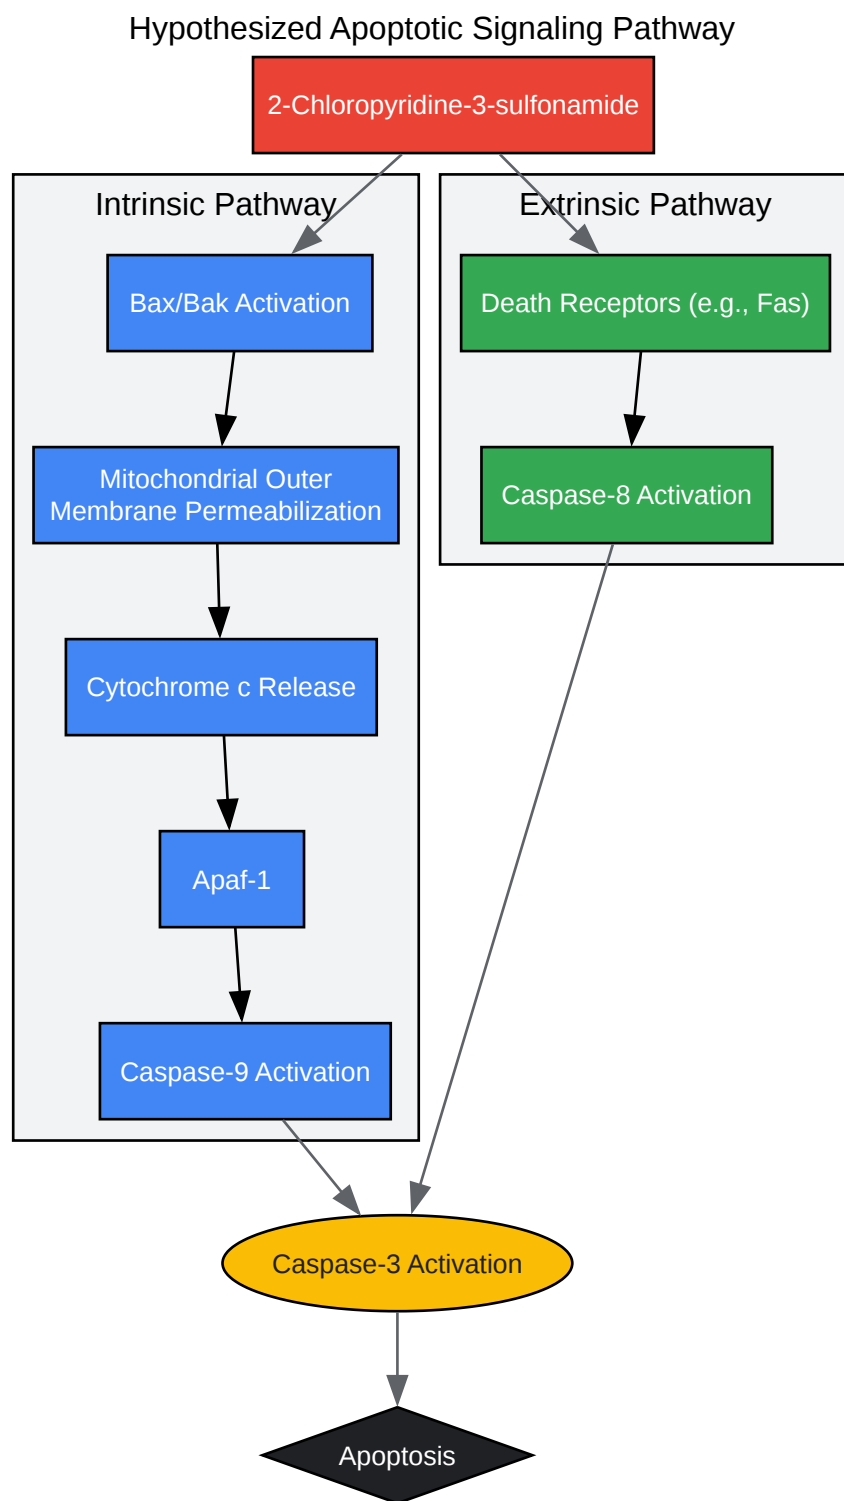 Hypothesized Apoptotic Signaling Pathway
2-Chloropyridine-3-sulfonamide
Intrinsic Pathway
Extrinsic Pathway
Bax/Bak Activation
Death Receptors (e.g., Fas)
Mitochondrial Outer
Membrane Permeabilization
Caspase-8 Activation
Cytochrome c Release
Apaf-1
Caspase-9 Activation
Caspase-3 Activation
Apoptosis